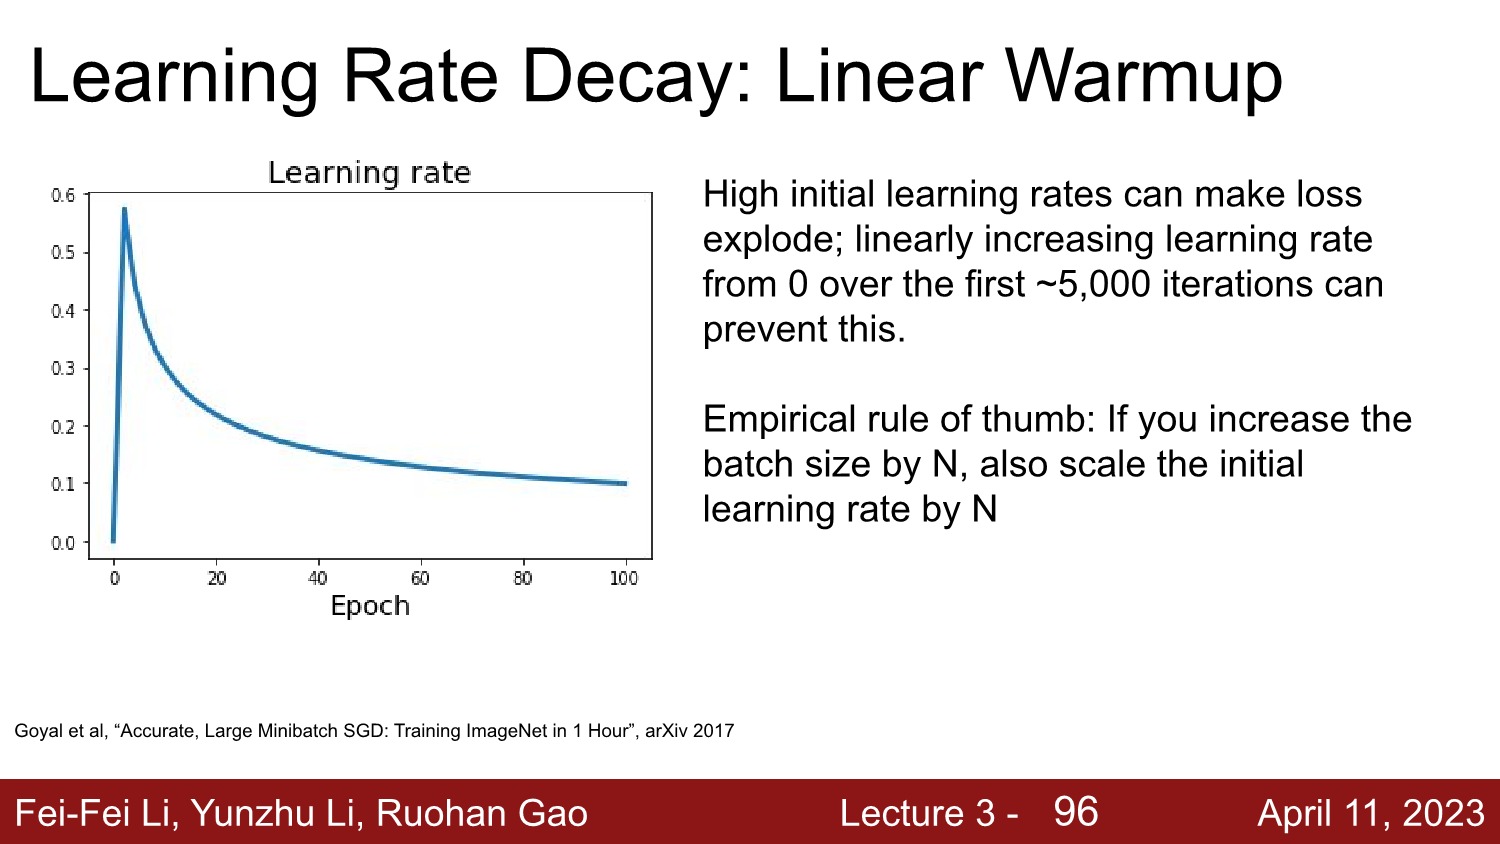 Learning Rate Decay: Linear Warmup
Learning rate
0.6
0.5
0.4
0.3
0.2
0.1
0.0
0 20 40 60 80 100
Epoch
High initial learning rates can make loss
explode; linearly increasing learning rate
from 0 over the first ~5,000 iterations can
prevent this.
Empirical rule of thumb: If you increase the
batch size by N, also scale the initial
learning rate by N
Goyal et al, “Accurate, Large Minibatch SGD: Training ImageNet in 1 Hour”, arXiv 2017
Fei-Fei Li, Yunzhu Li, Ruohan Gao Lecture 3 - 96 April 11, 2023